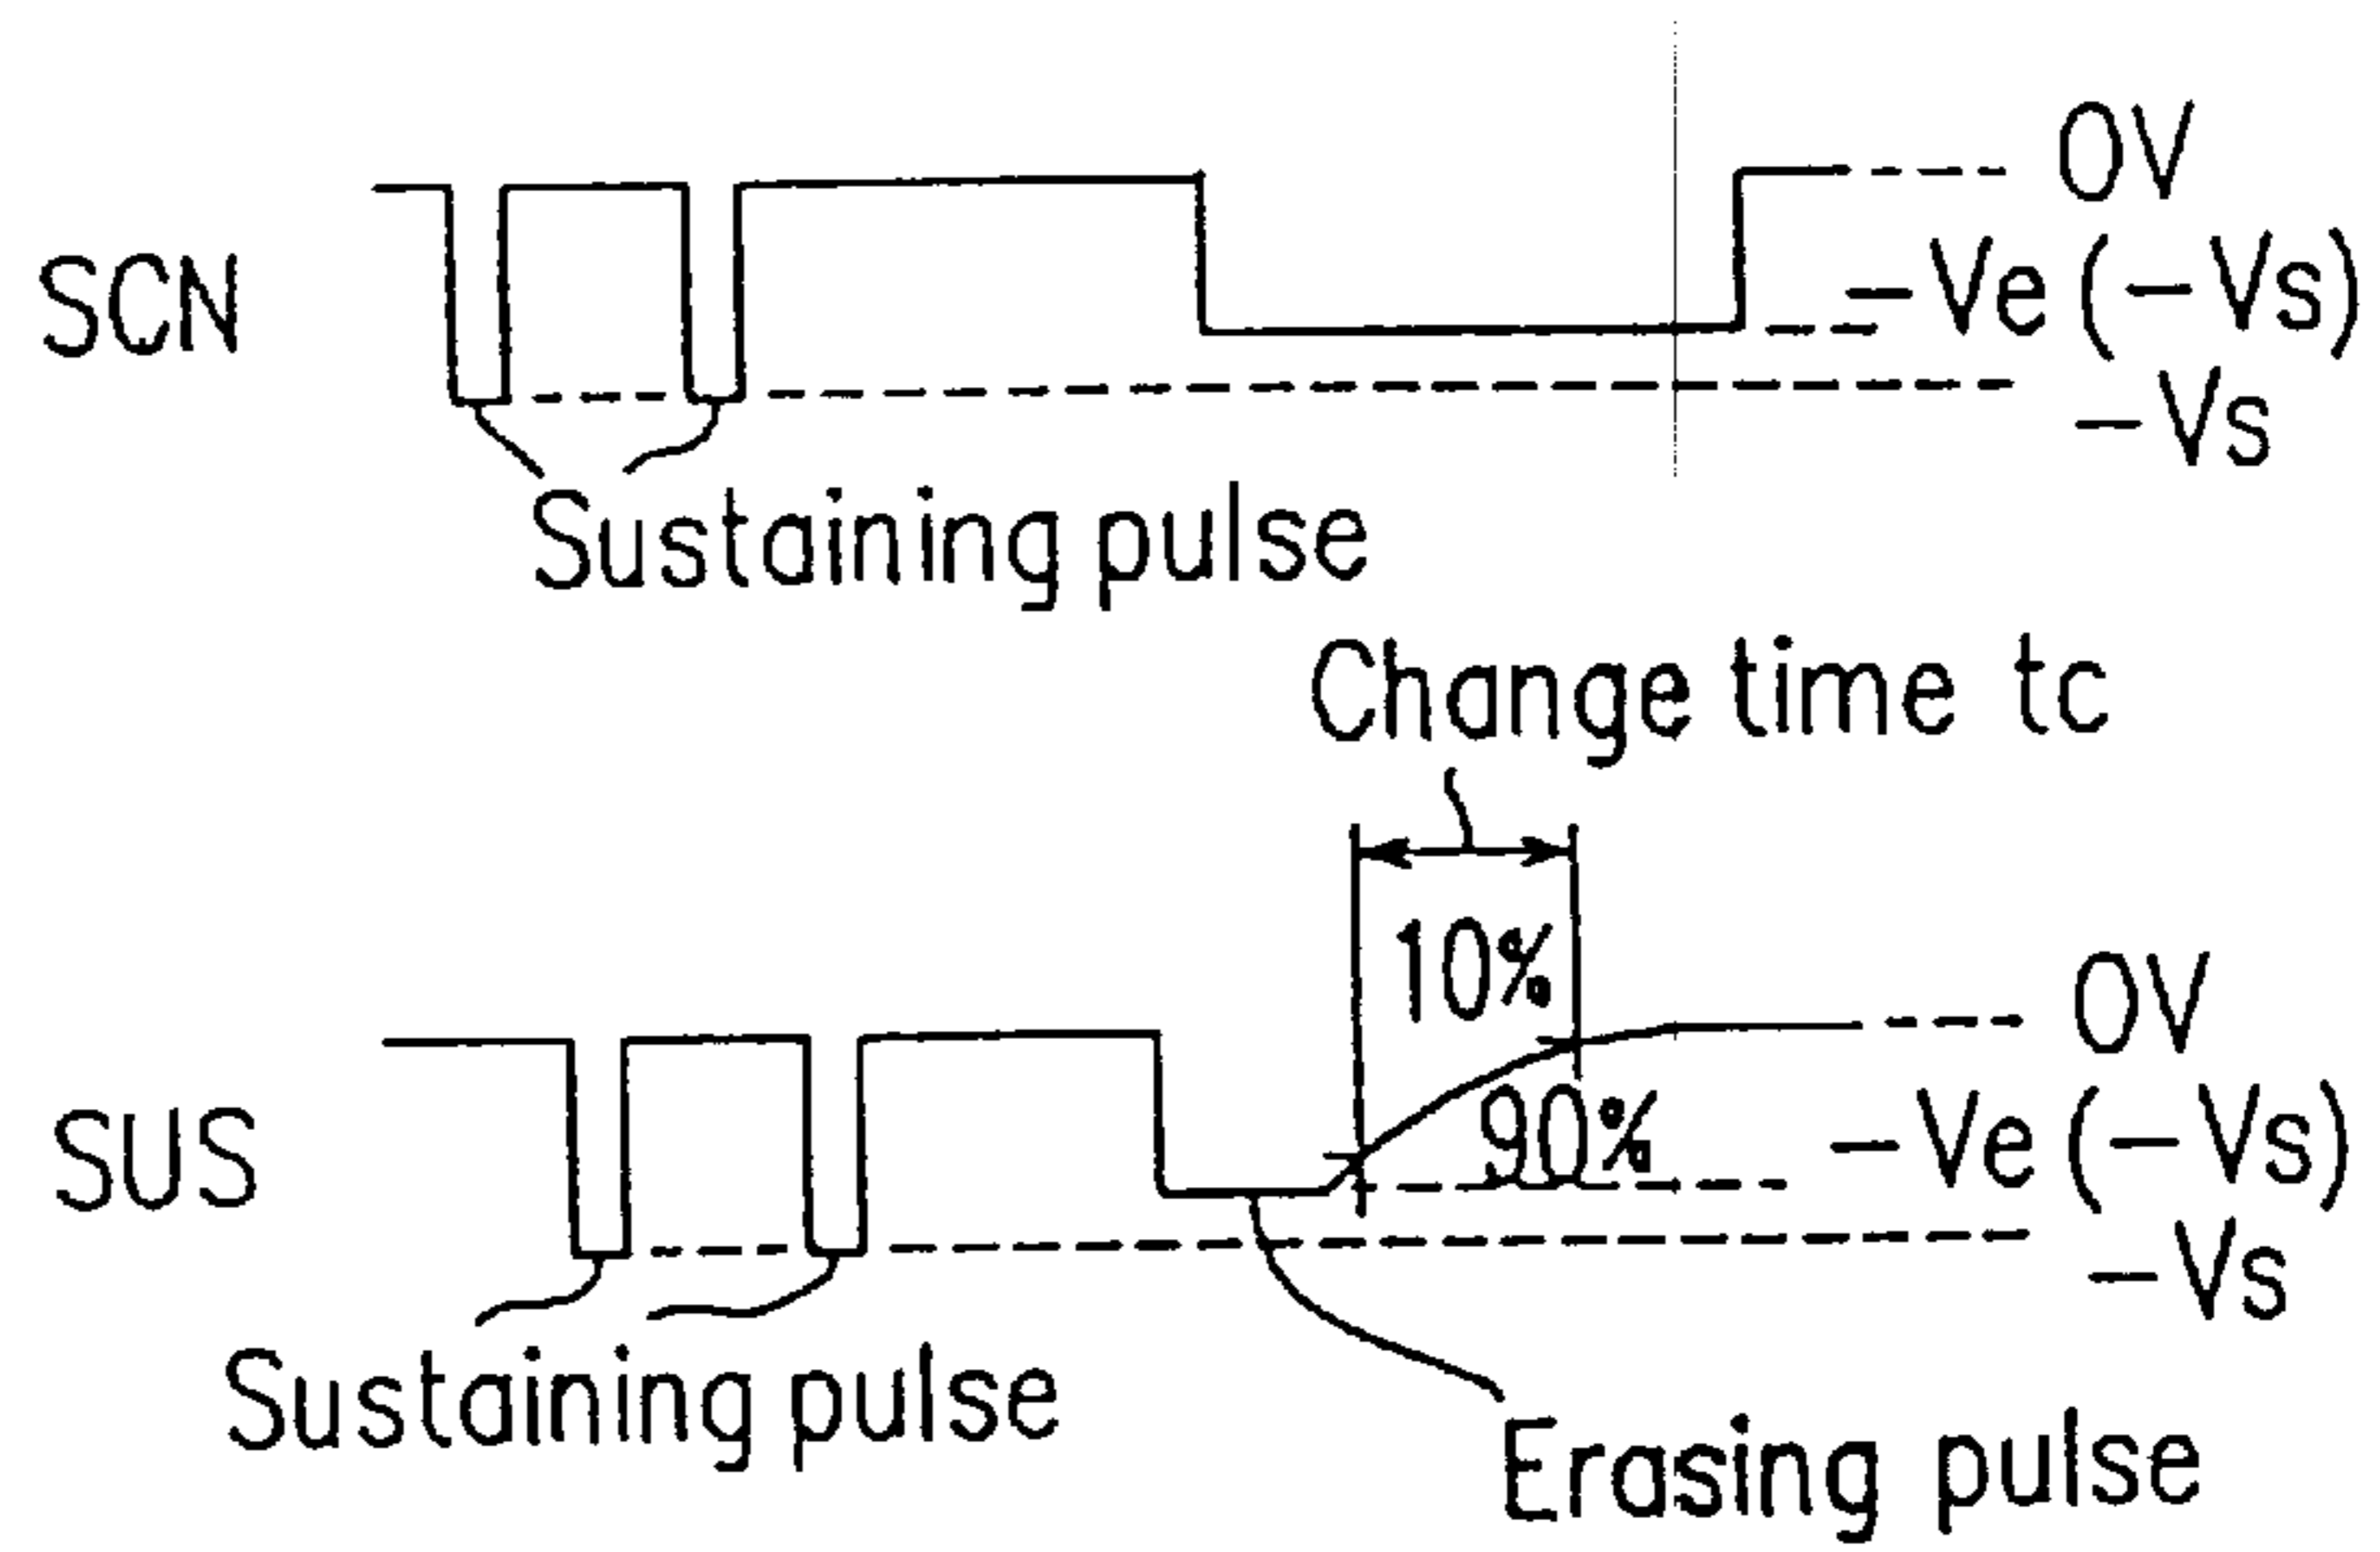 SCN
0V
-Ve (-Vs)
-Vs
Sustaining pulse
Change time tc
10%
90%
SUS
0V
-Ve (-Vs)
-Vs
Sustaining pulse
Erasing pulse